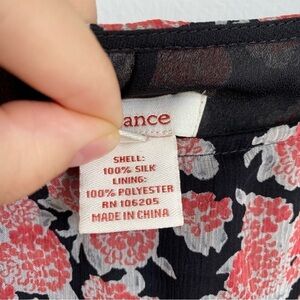 ance
SHELL:
100% SILK
LINING:
100% POLYESTER
RN 106205
MADE IN CHINA